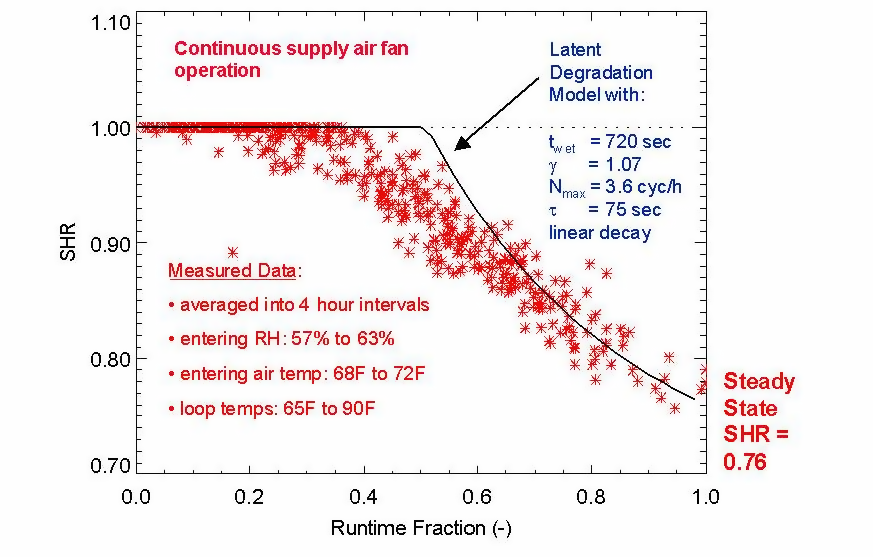 1.10
1.00
0.90
0.80
0.70
SHR
Continuous supply air fan
operation
Latent
Degradation
Model with:
twet = 720 sec
γ = 1.07
Nmax = 3.6 cyc/h
τ = 75 sec
linear decay
Measured Data:
• averaged into 4 hour intervals
• entering RH: 57% to 63%
• entering air temp: 68F to 72F
• loop temps: 65F to 90F
Steady
State
SHR =
0.76
0.0 0.2 0.4 0.6 0.8 1.0
Runtime Fraction (-)